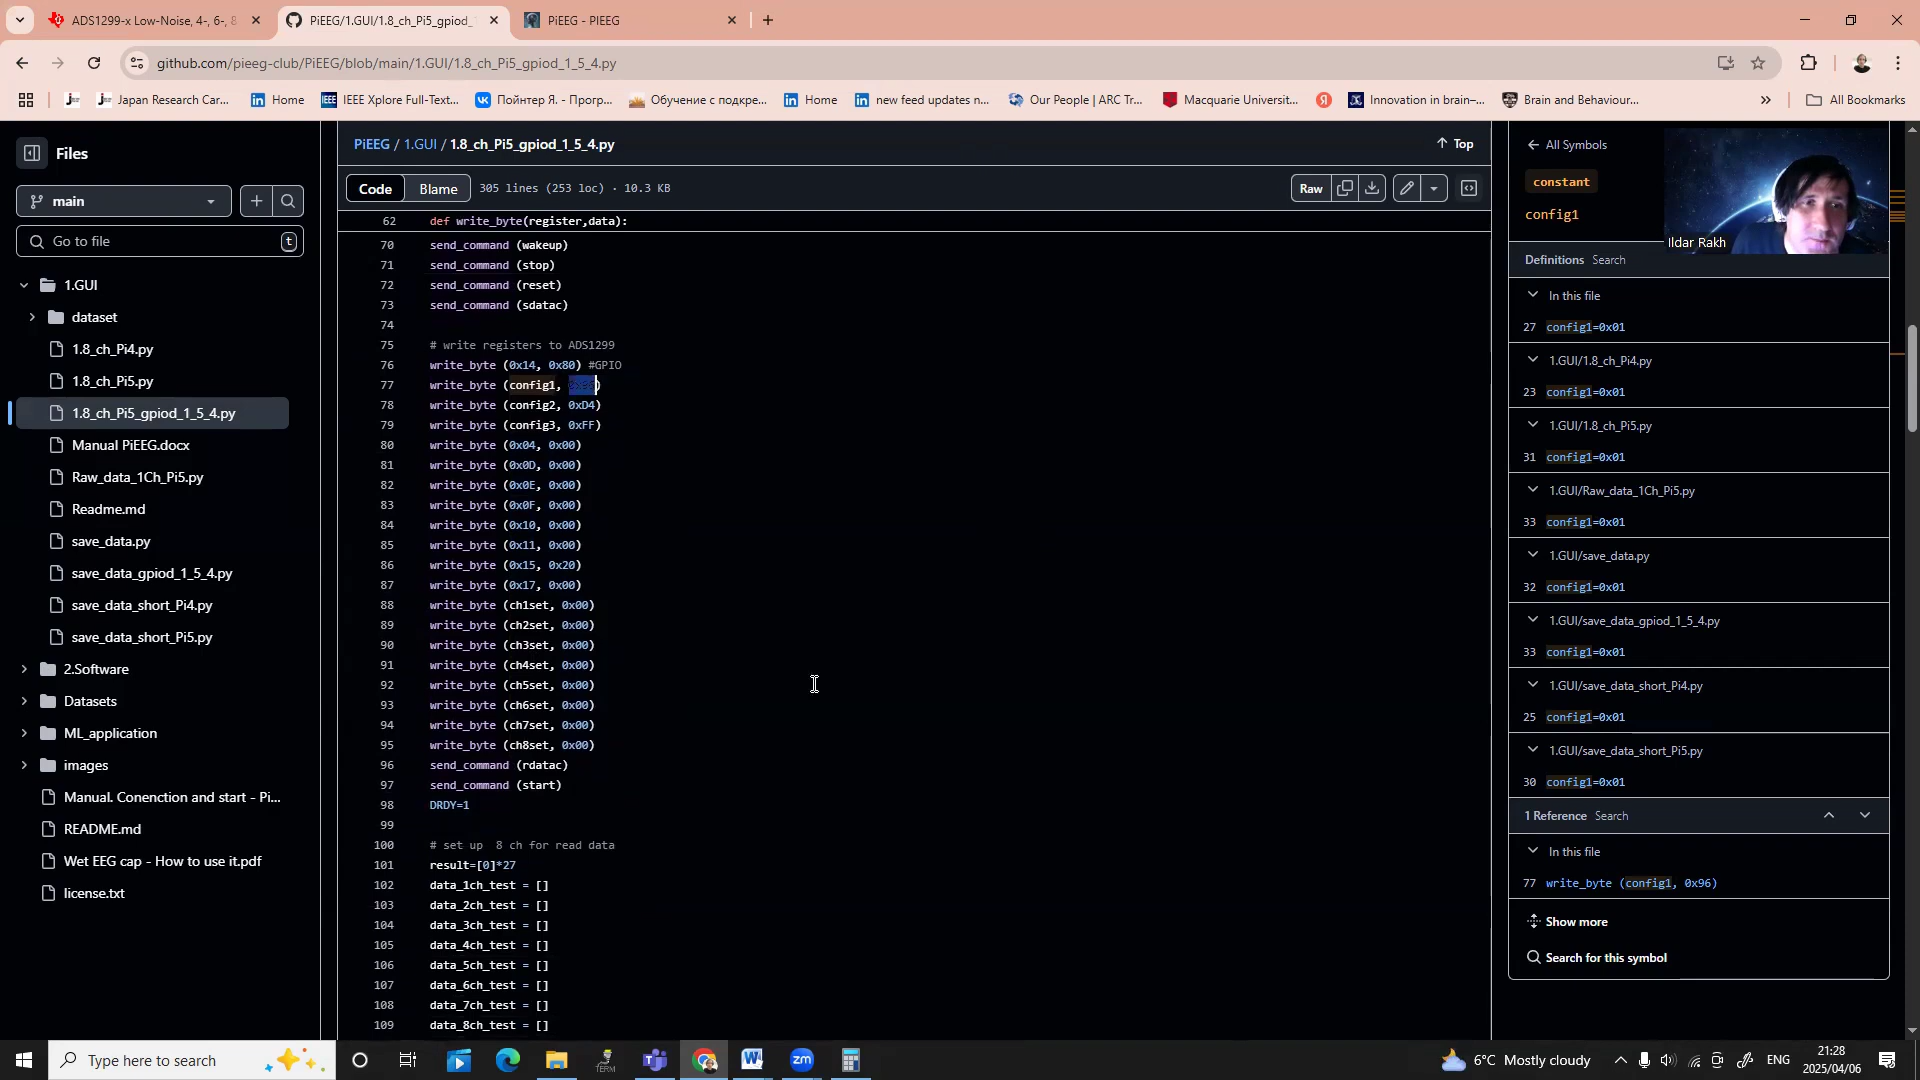 ADS1299-x Low-Noise, 4-, 6-, 8
PiEEG/1.GUI/1.8_ch_Pi5_gpiod_1
PiEEG - PIEEG
github.com/pieeg-club/PiEEG/blob/main/1.GUI/1.8_ch_Pi5_gpiod_1_5_4.py
Japan Research Car...
Home
IEEE Xplore Full-Text...
Пойнтер Я. - Прогр...
Обучение с подкре...
Home
new feed updates n...
Our People | ARC Tr...
Macquarie Universit...
Innovation in brain–...
Brain and Behaviour...
All Bookmarks
Files
main
Go to file
t
1.GUI
dataset
1.8_ch_Pi4.py
1.8_ch_Pi5.py
1.8_ch_Pi5_gpiod_1_5_4.py
Manual PiEEG.docx
Raw_data_1Ch_Pi5.py
Readme.md
save_data.py
save_data_gpiod_1_5_4.py
save_data_short_Pi4.py
save_data_short_Pi5.py
2.Software
Datasets
ML_application
images
Manual. Conenction and start - Pi...
README.md
Wet EEG cap - How to use it.pdf
license.txt
PiEEG / 1.GUI / 1.8_ch_Pi5_gpiod_1_5_4.py
Top
Code Blame 305 lines (253 loc) · 10.3 KB
Raw
62 def write_byte(register,data):
70 send_command (wakeup)
71 send_command (stop)
72 send_command (reset)
73 send_command (sdatac)
74
75 # write registers to ADS1299
76 write_byte (0x14, 0x80) #GPIO
77 write_byte (config1, 0x96)
78 write_byte (config2, 0xD4)
79 write_byte (config3, 0xFF)
80 write_byte (0x04, 0x00)
81 write_byte (0x0D, 0x00)
82 write_byte (0x0E, 0x00)
83 write_byte (0x0F, 0x00)
84 write_byte (0x10, 0x00)
85 write_byte (0x11, 0x00)
86 write_byte (0x15, 0x20)
87 write_byte (0x17, 0x00)
88 write_byte (ch1set, 0x00)
89 write_byte (ch2set, 0x00)
90 write_byte (ch3set, 0x00)
91 write_byte (ch4set, 0x00)
92 write_byte (ch5set, 0x00)
93 write_byte (ch6set, 0x00)
94 write_byte (ch7set, 0x00)
95 write_byte (ch8set, 0x00)
96 send_command (rdatac)
97 send_command (start)
98 DRDY=1
99
100 # set up 8 ch for read data
101 result=[0]*27
102 data_1ch_test = []
103 data_2ch_test = []
104 data_3ch_test = []
105 data_4ch_test = []
106 data_5ch_test = []
107 data_6ch_test = []
108 data_7ch_test = []
109 data_8ch_test = []
All Symbols
constant
config1
Ildar Rakh
Definitions Search
In this file
27 config1=0x01
1.GUI/1.8_ch_Pi4.py
23 config1=0x01
1.GUI/1.8_ch_Pi5.py
31 config1=0x01
1.GUI/Raw_data_1Ch_Pi5.py
33 config1=0x01
1.GUI/save_data.py
32 config1=0x01
1.GUI/save_data_gpiod_1_5_4.py
33 config1=0x01
1.GUI/save_data_short_Pi4.py
25 config1=0x01
1.GUI/save_data_short_Pi5.py
30 config1=0x01
1 Reference Search
In this file
77 write_byte (config1, 0x96)
Show more
Search for this symbol
Type here to search
6°C Mostly cloudy
ENG
21:28
2025/04/06